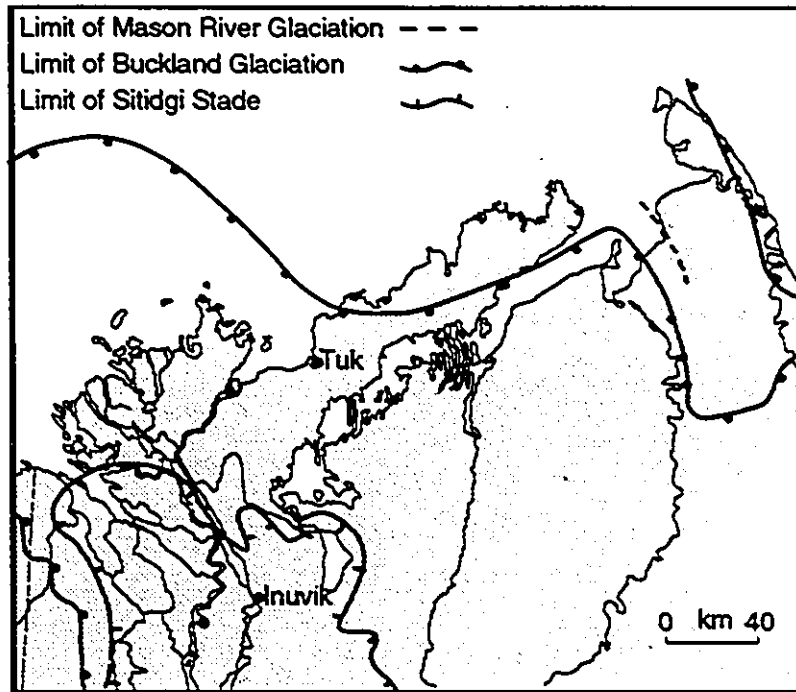 Limit of Mason River Glaciation
Limit of Buckland Glaciation
Limit of Sitidgi Stade
Tuk
Inuvik
0 km 40